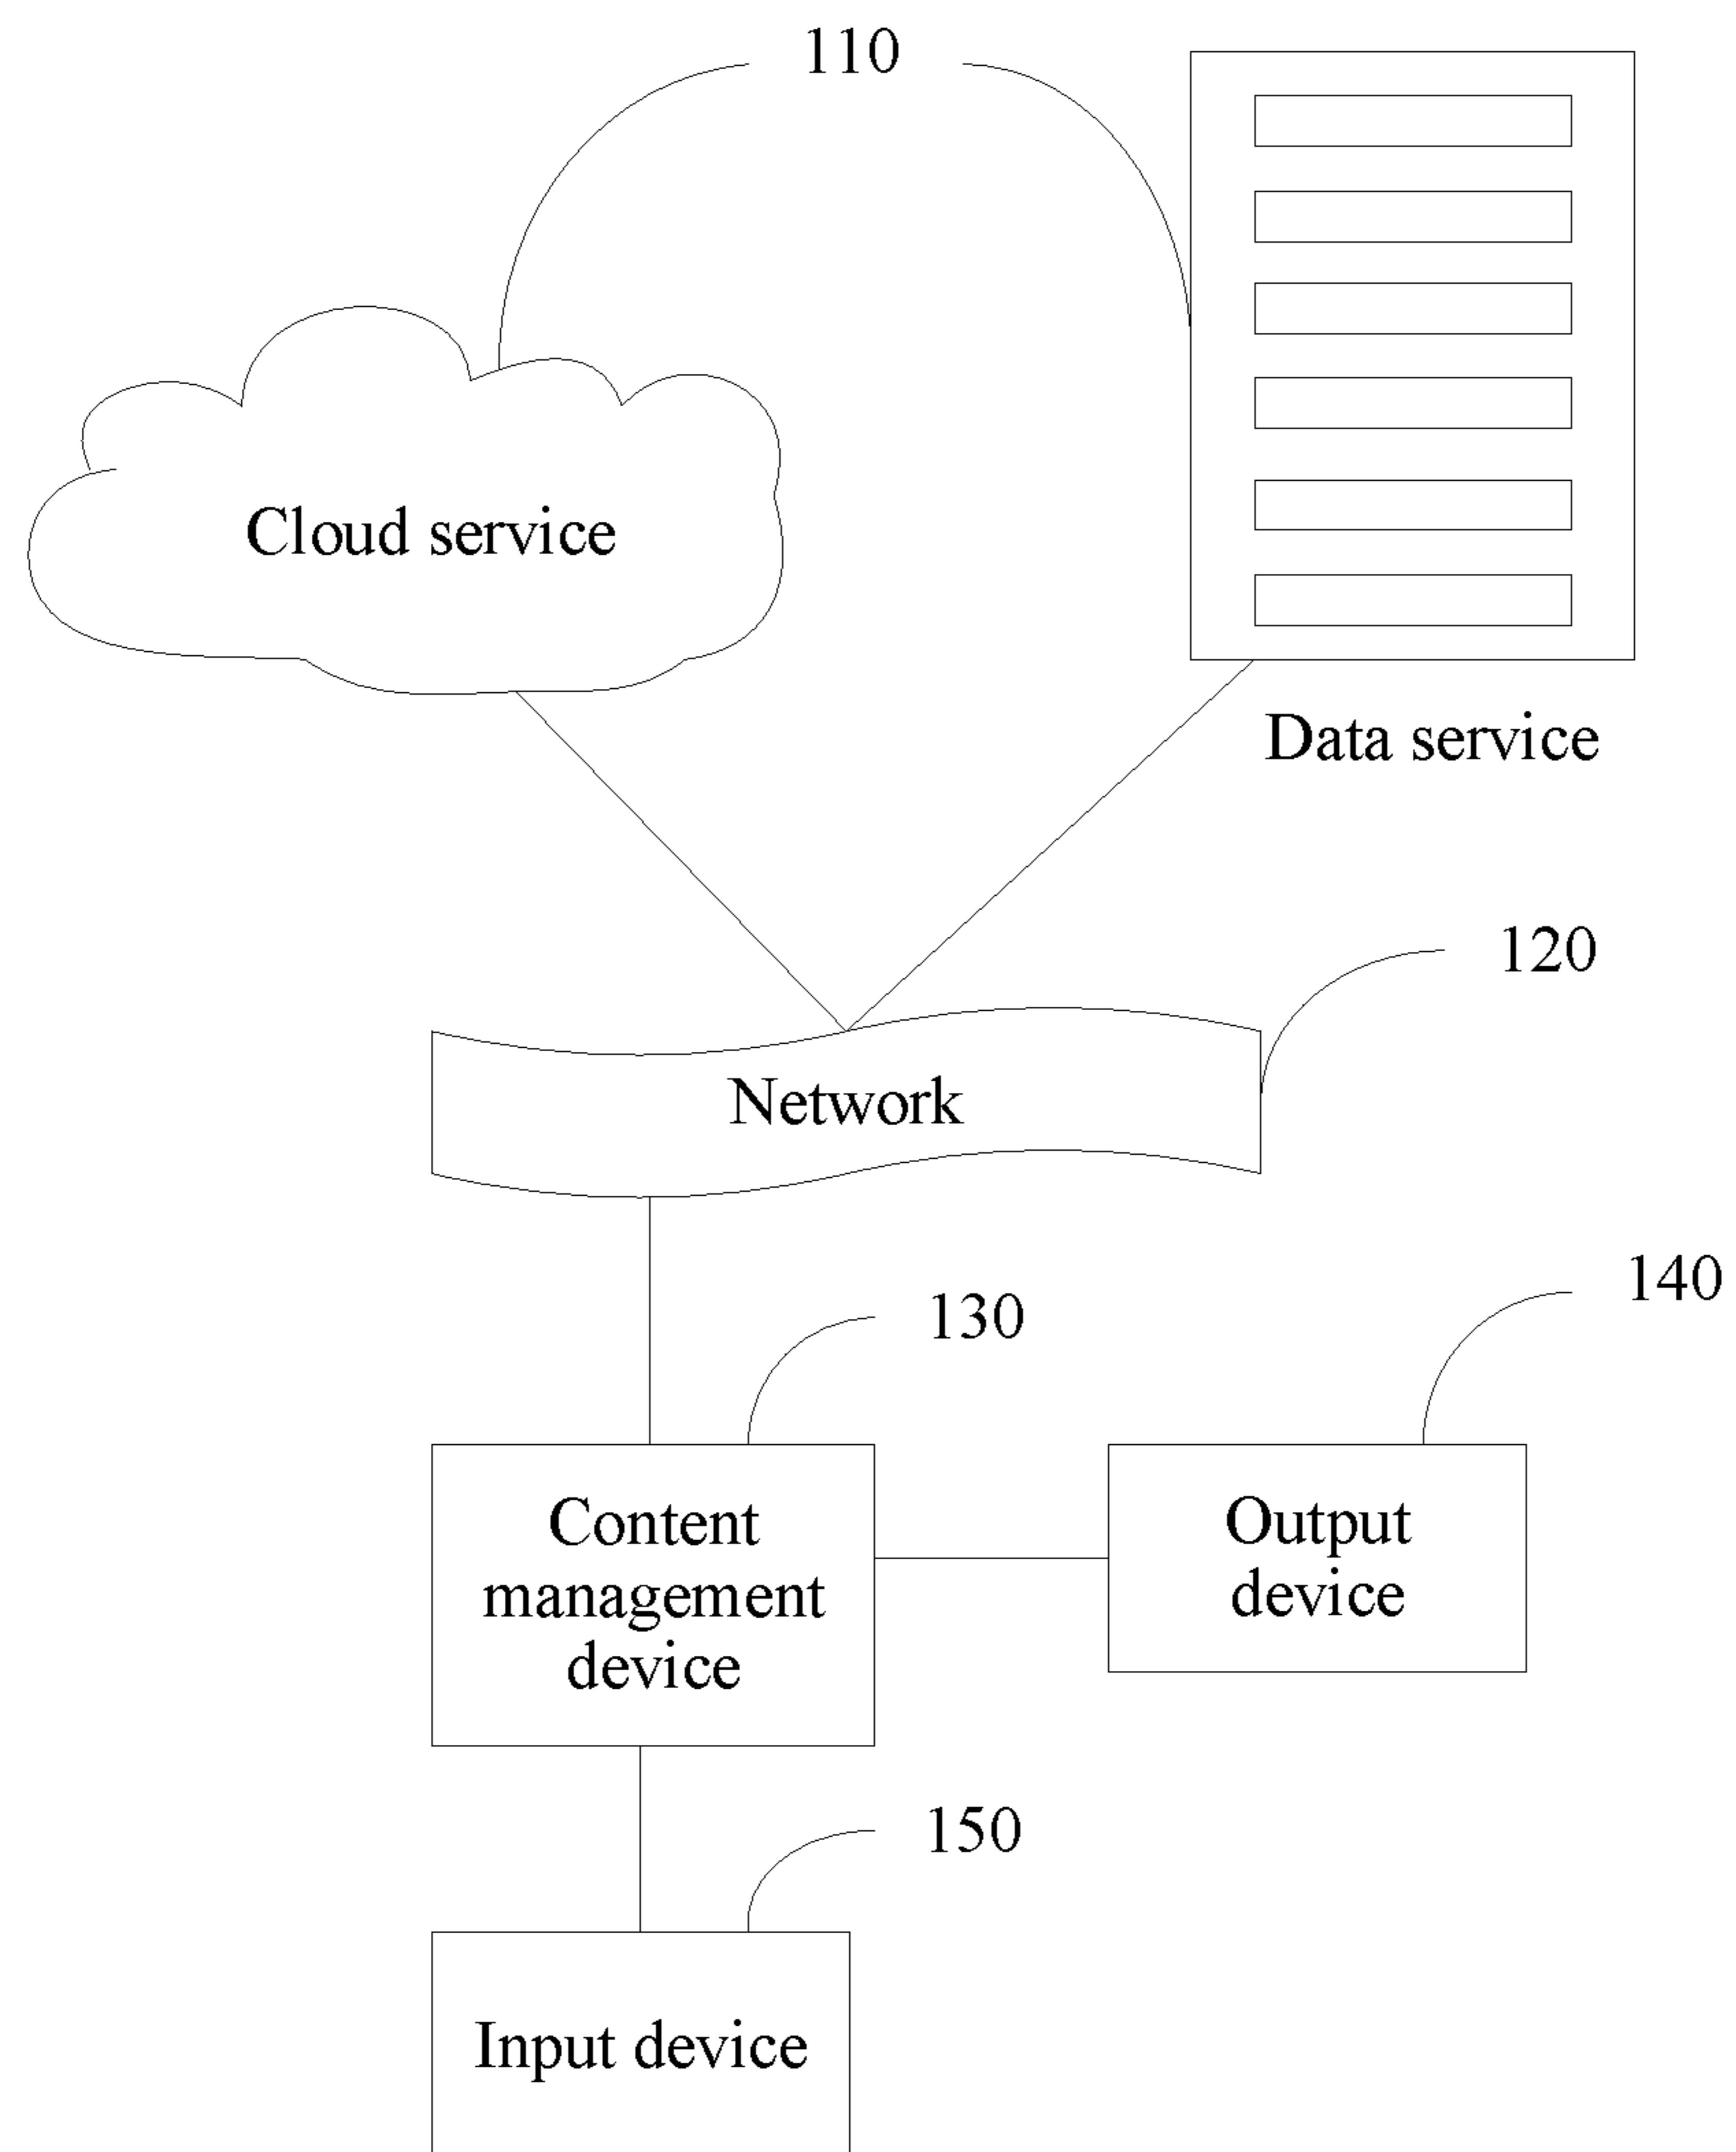 110
Cloud service
Data service
120
Network
140
130
Content
management
device
Output
device
150
Input device